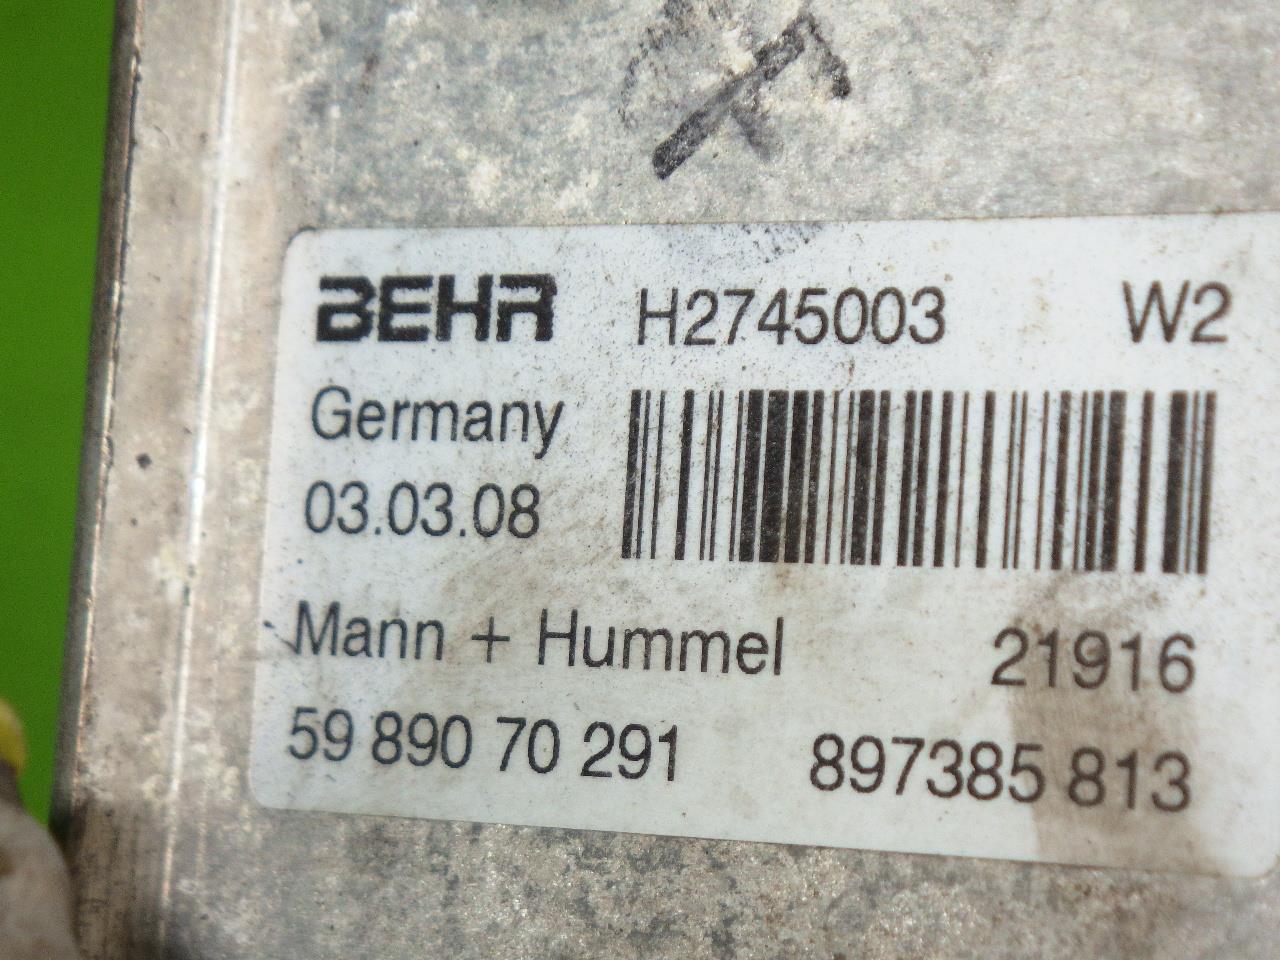 BEHR H2745003 W2
Germany
03.03.08
Mann + Hummel 21916
59 890 70 291 897385 813